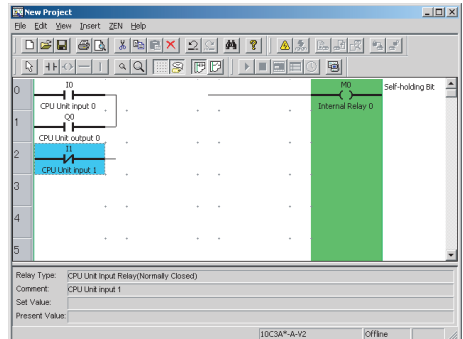 New Project
File Edit View Insert ZEN Help
0
I0
CPU Unit input 0
M0
Internal Relay 0
Self-holding Bit
1
Q0
CPU Unit output 0
2
I1
CPU Unit input 1
3
4
5
Relay Type: CPU Unit Input Relay(Normally Closed)
Comment: CPU Unit input 1
Set Value:
Present Value:
10C3A*-A-V2 Offline